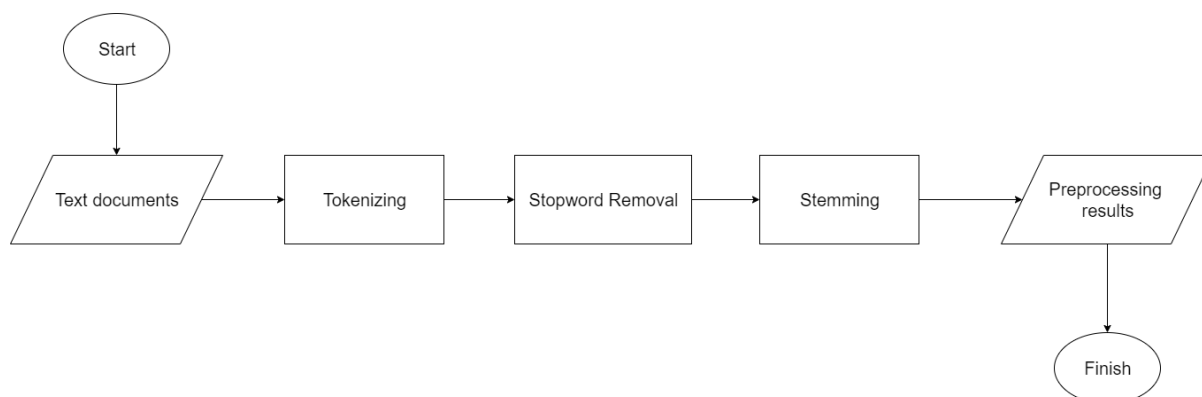 Start
Text documents
Tokenizing
Stopword Removal
Stemming
Preprocessing
results
Finish